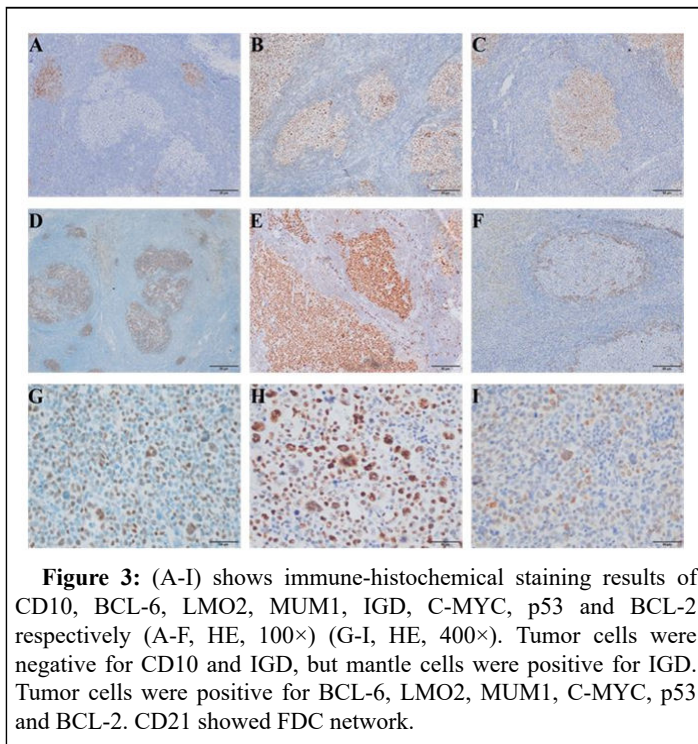 A
B
C
D
E
F
G
H
I
Figure 3: (A-I) shows immune-histochemical staining results of
CD10, BCL-6, LMO2, MUM1, IGD, C-MYC, p53 and BCL-2
respectively (A-F, HE, 100×) (G-I, HE, 400×). Tumor cells were
negative for CD10 and IGD, but mantle cells were positive for IGD.
Tumor cells were positive for BCL-6, LMO2, MUM1, C-MYC, p53
and BCL-2. CD21 showed FDC network.